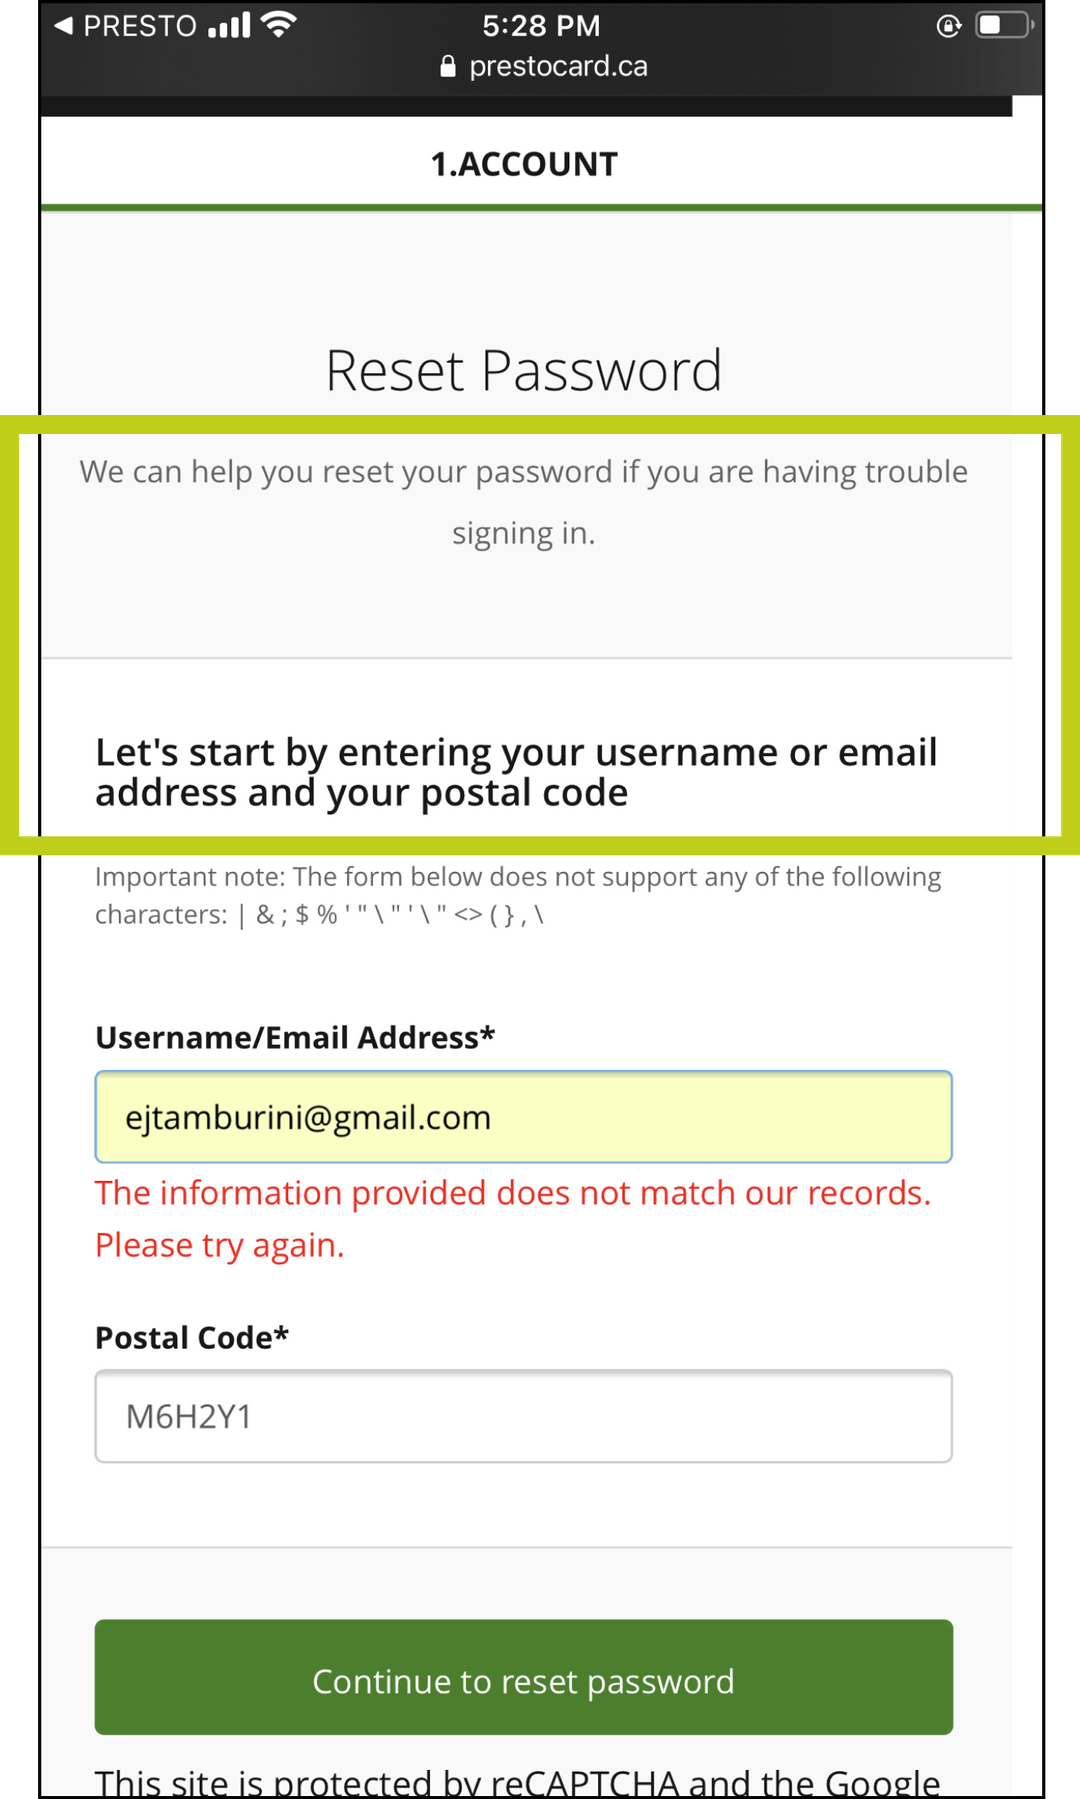 ◀ PRESTO 5:28 PM
prestocard.ca
1.ACCOUNT
Reset Password
We can help you reset your password if you are having trouble
signing in.
Let's start by entering your username or email
address and your postal code
Important note: The form below does not support any of the following
characters: | & ; $ % ' " \ " ' \ " <> ( } , \
Username/Email Address*
ejtamburini@gmail.com
The information provided does not match our records.
Please try again.
Postal Code*
M6H2Y1
Continue to reset password
This site is protected by reCAPTCHA and the Google